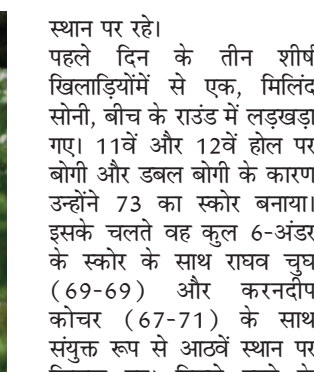 स्थान पर रहे।
पहले दिन के तीन शीर्ष
खिलाड़ियोंमें से एक, मिलिंद
सोनी, बीच के राउंड में लड़खड़ा
गए। 11वें और 12वें होल पर
बोगी और डबल बोगी के कारण
उन्होंने 73 का स्कोर बनाया।
इसके चलते वह कुल 6-अंडर
के स्कोर के साथ राघव चुघ
(69-69) और करनदीप
कोचर (67-71) के साथ
संयुक्त रूप से आठवें स्थान पर